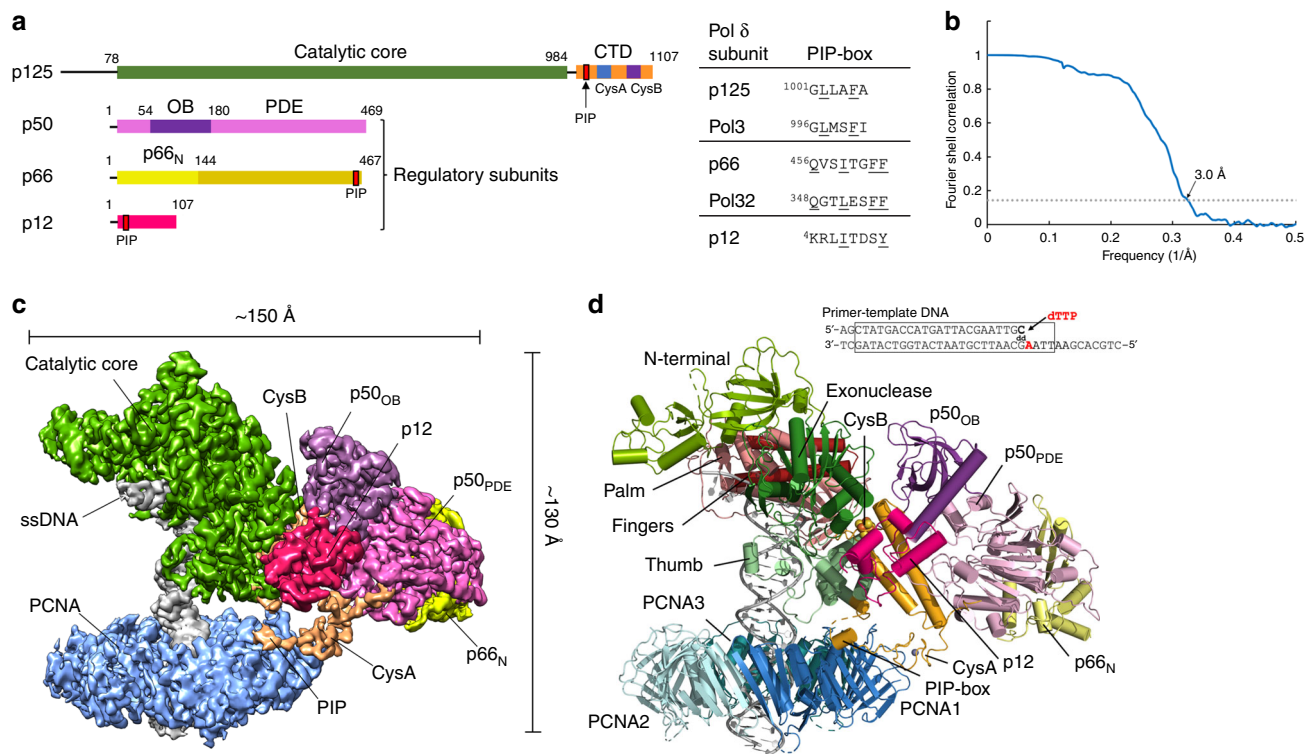 a
78
Catalytic core
984
CTD
1107
p125
CysA
CysB
PIP
1
54
OB
180
PDE
469
p50
1
p66N
144
467
p66
PIP
Regulatory subunits
1
107
p12
PIP
Pol δ
subunit
PIP-box
p125
1001GLLAFA
Pol3
996GLMSFI
p66
456QVSITGFF
Pol32
348QGTLESFF
p12
4KRLITDSY
b
Fourier shell correlation
1
0.8
0.6
0.4
0.2
0
3.0 Å
0
0.1
0.2
0.3
0.4
0.5
Frequency (1/Å)
c
~150 Å
~130 Å
Catalytic core
CysB
p50OB
p12
p50PDE
ssDNA
PCNA
p66N
CysA
PIP
d
Primer-template DNA
dTTP
5′–AGCTATGACCATGATTACGAATTGC
dd
3′–TCGATACTGGTACTAATGCTTAACGAATTAAGCACGTC–5′
N-terminal
Exonuclease
CysB
p50OB
p50PDE
Palm
Fingers
Thumb
PCNA3
CysA
p12
p66N
PIP-box
PCNA2
PCNA1